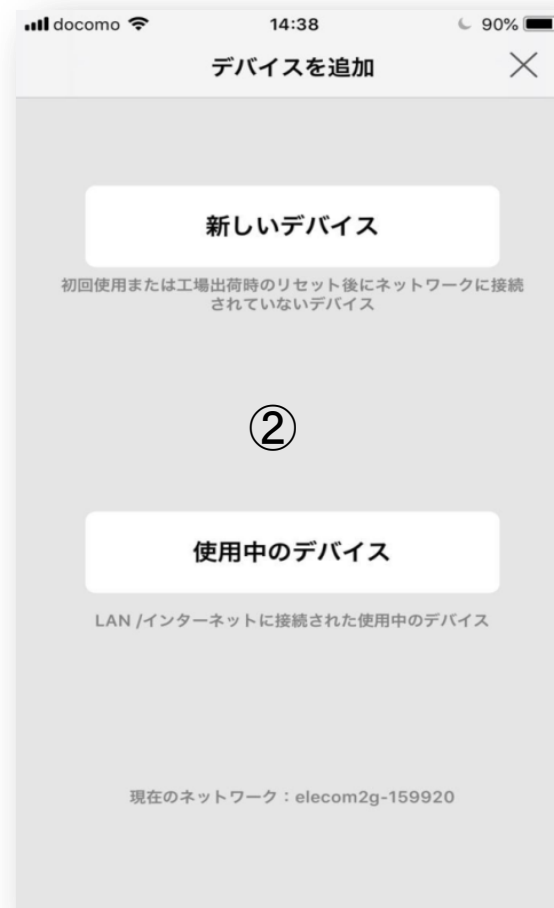 docomo 14:38 90%
デバイスを追加
新しいデバイス
初回使用または工場出荷時のリセット後にネットワークに接続
されていないデバイス
②
使用中のデバイス
LAN /インターネットに接続された使用中のデバイス
現在のネットワーク：elecom2g-159920